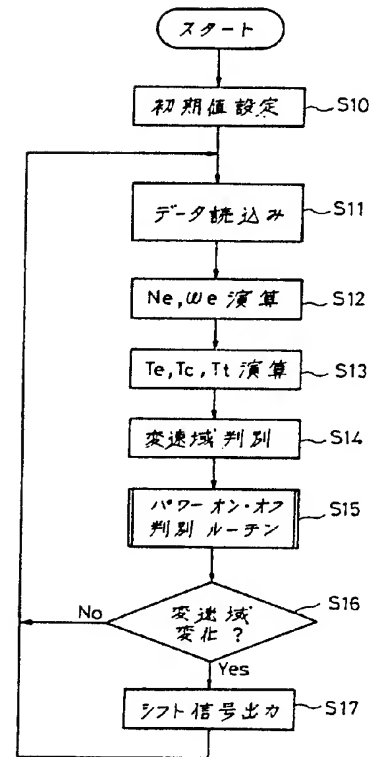 スタート
初期値設定
S10
データ読込み
S11
Ne,ωe 演算
S12
Te,Tc,Tt 演算
S13
変速域判別
S14
パワーオン・オフ
判別ルーチン
S15
変速域
変化?
S16
No
Yes
シフト信号出力
S17